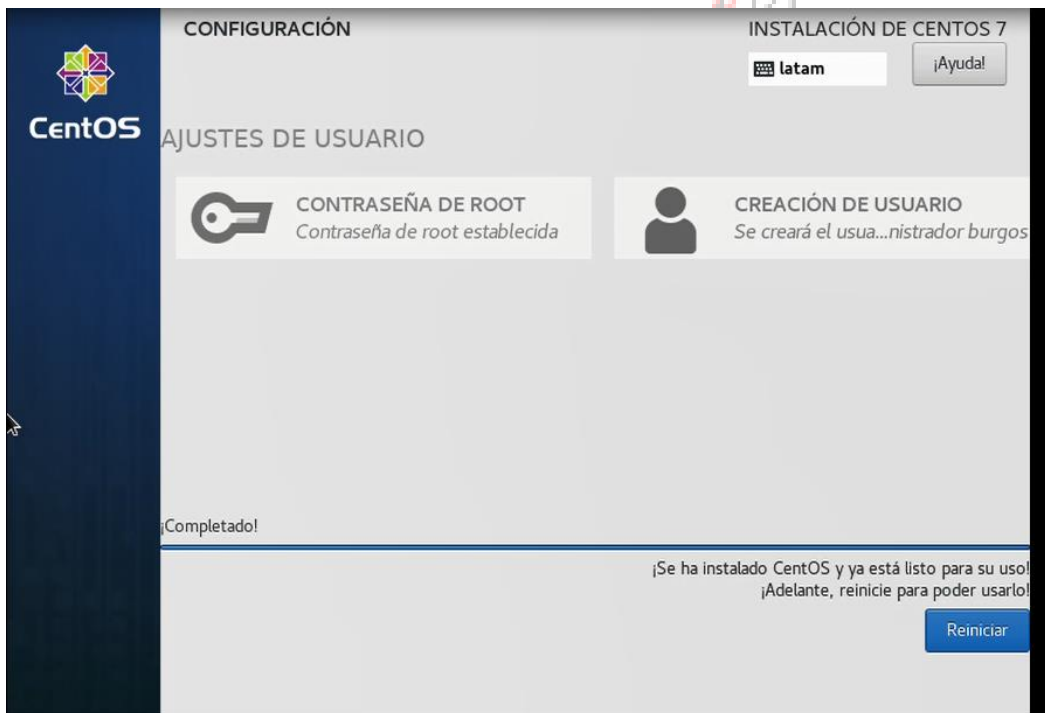 CONFIGURACIÓN
INSTALACIÓN DE CENTOS 7
latam
¡Ayuda!
CentOS
AJUSTES DE USUARIO
CONTRASEÑA DE ROOT
Contraseña de root establecida
CREACIÓN DE USUARIO
Se creará el usua...nistrador burgos
¡Completado!
¡Se ha instalado CentOS y ya está listo para su uso!
¡Adelante, reinicie para poder usarlo!
Reiniciar